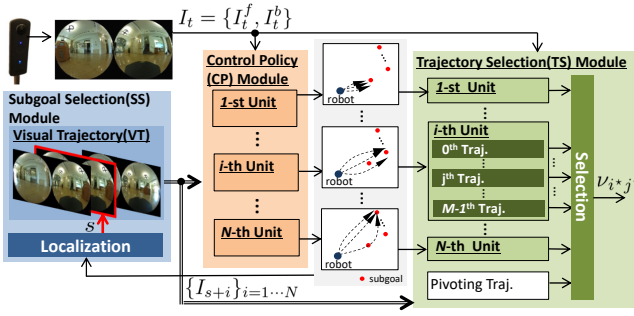 I_t = {I_t^f, I_t^b}
Control Policy
(CP) Module
1-st Unit
i-th Unit
N-th Unit
robot
robot
robot
subgoal
Trajectory Selection(TS) Module
1-st Unit
i-th Unit
0th Traj.
jth Traj.
M-1th Traj.
N-th Unit
Pivoting Traj.
Selection
ν_{i⋆j}
Subgoal Selection(SS)
Module
Visual Trajectory(VT)
s
Localization
{I_{s+i}}_{i=1···N}